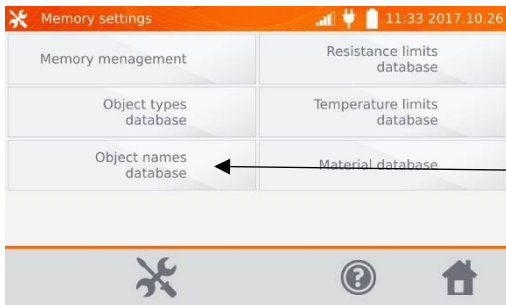 Memory settings
11:33 2017.10.26
Memory menagement
Resistance limits
database
Object types
database
Temperature limits
database
Object names
database
Material database